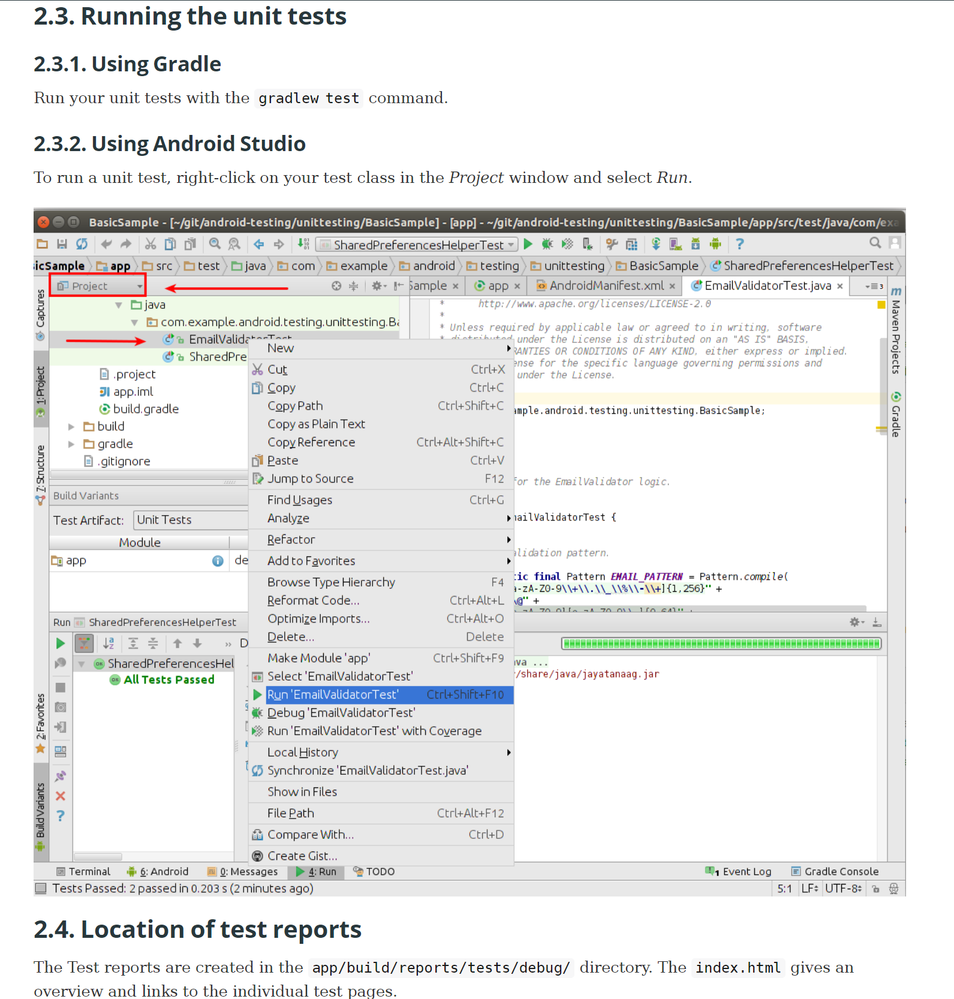 2.3. Running the unit tests
2.3.1. Using Gradle
Run your unit tests with the gradlew test command.
2.3.2. Using Android Studio
To run a unit test, right-click on your test class in the Project window and select Run.
BasicSample - [~/git/android-testing/unittesting/BasicSample] - [app] - ~/git/android-testing/unittesting/BasicSample/app/src/test/java/com/exa
SharedPreferencesHelperTest
icSample app src test java com example android testing unittesting BasicSample SharedPreferencesHelperTest
Project
Sample app AndroidManifest.xml EmailValidatorTest.java 3
Captures
1: Project
7: Structure
2: Favorites
Build Variants
java
com.example.android.testing.unittesting.Ba
EmailValidatorTest
SharedPre
.project
app.iml
build.gradle
build
gradle
.gitignore
Build Variants
Test Artifact: Unit Tests
Module
app de
New
Cut Ctrl+X
Copy Ctrl+C
Copy Path Ctrl+Shift+C
Copy as Plain Text
Copy Reference Ctrl+Alt+Shift+C
Paste Ctrl+V
Jump to Source F12
Find Usages Ctrl+G
Analyze
Refactor
Add to Favorites
Browse Type Hierarchy F4
Reformat Code... Ctrl+Alt+L
Optimize Imports... Ctrl+Alt+O
Delete... Delete
Make Module 'app' Ctrl+Shift+F9
Select 'EmailValidatorTest'
Run 'EmailValidatorTest' Ctrl+Shift+F10
Debug 'EmailValidatorTest'
Run 'EmailValidatorTest' with Coverage
Local History
Synchronize 'EmailValidatorTest.java'
Show in Files
File Path Ctrl+Alt+F12
Compare With... Ctrl+D
Create Gist...
* http://www.apache.org/licenses/LICENSE-2.0
*
* Unless required by applicable law or agreed to in writing, software
* distributed under the License is distributed on an "AS IS" BASIS,
RANTIES OR CONDITIONS OF ANY KIND, either express or implied.
ense for the specific language governing permissions and
under the License.
ample.android.testing.unittesting.BasicSample;
for the EmailValidator logic.
mailValidatorTest {
alidation pattern.
tic final Pattern EMAIL_PATTERN = Pattern.compile(
a-zA-Z0-9\\+\\.\\_\\%\\-\\+]{1,256}" +
\@" +
Maven Projects
Gradle
Run SharedPreferencesHelperTest
D
SharedPreferencesHel
All Tests Passed
ava ...
/share/java/jayatanaag.jar
Terminal 6: Android 0: Messages 4: Run TODO 1 Event Log Gradle Console
Tests Passed: 2 passed in 0.203 s (2 minutes ago) 5:1 LF UTF-8
2.4. Location of test reports
The Test reports are created in the app/build/reports/tests/debug/ directory. The index.html gives an
overview and links to the individual test pages.